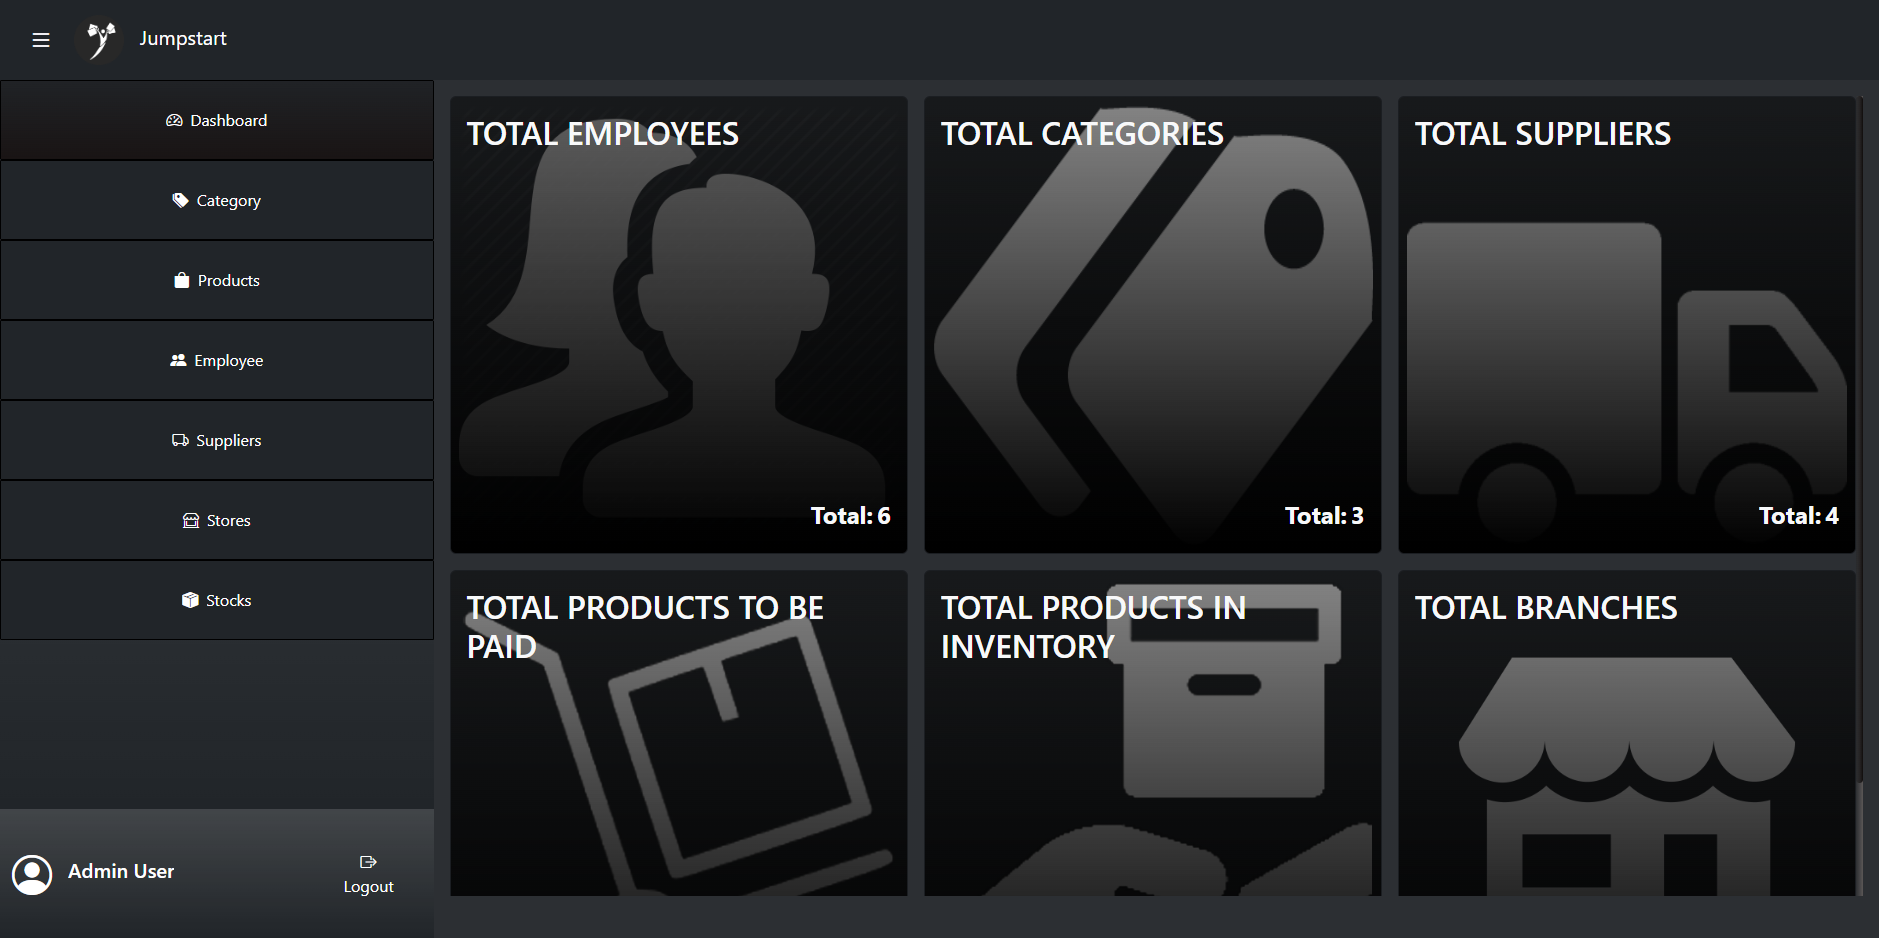 Jumpstart
Dashboard
Category
Products
Employee
Suppliers
Stores
Stocks
Admin User
Logout
TOTAL EMPLOYEES
Total: 6
TOTAL CATEGORIES
Total: 3
TOTAL SUPPLIERS
Total: 4
TOTAL PRODUCTS TO BE
PAID
TOTAL PRODUCTS IN
INVENTORY
TOTAL BRANCHES